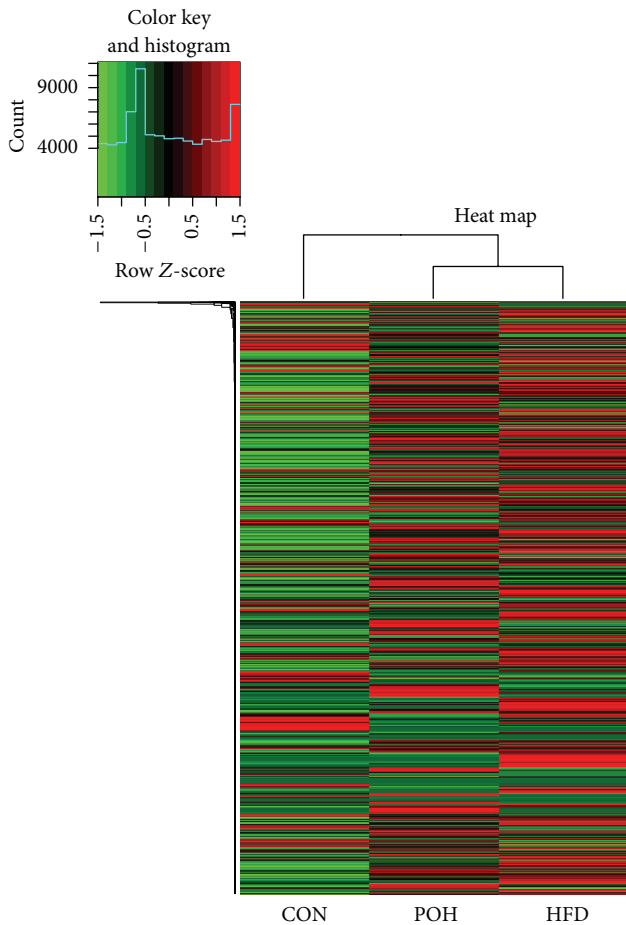 Color key
and histogram
Count
9000
4000
−1.5
−0.5
0.5
1.5
Row Z-score
Heat map
CON POH HFD